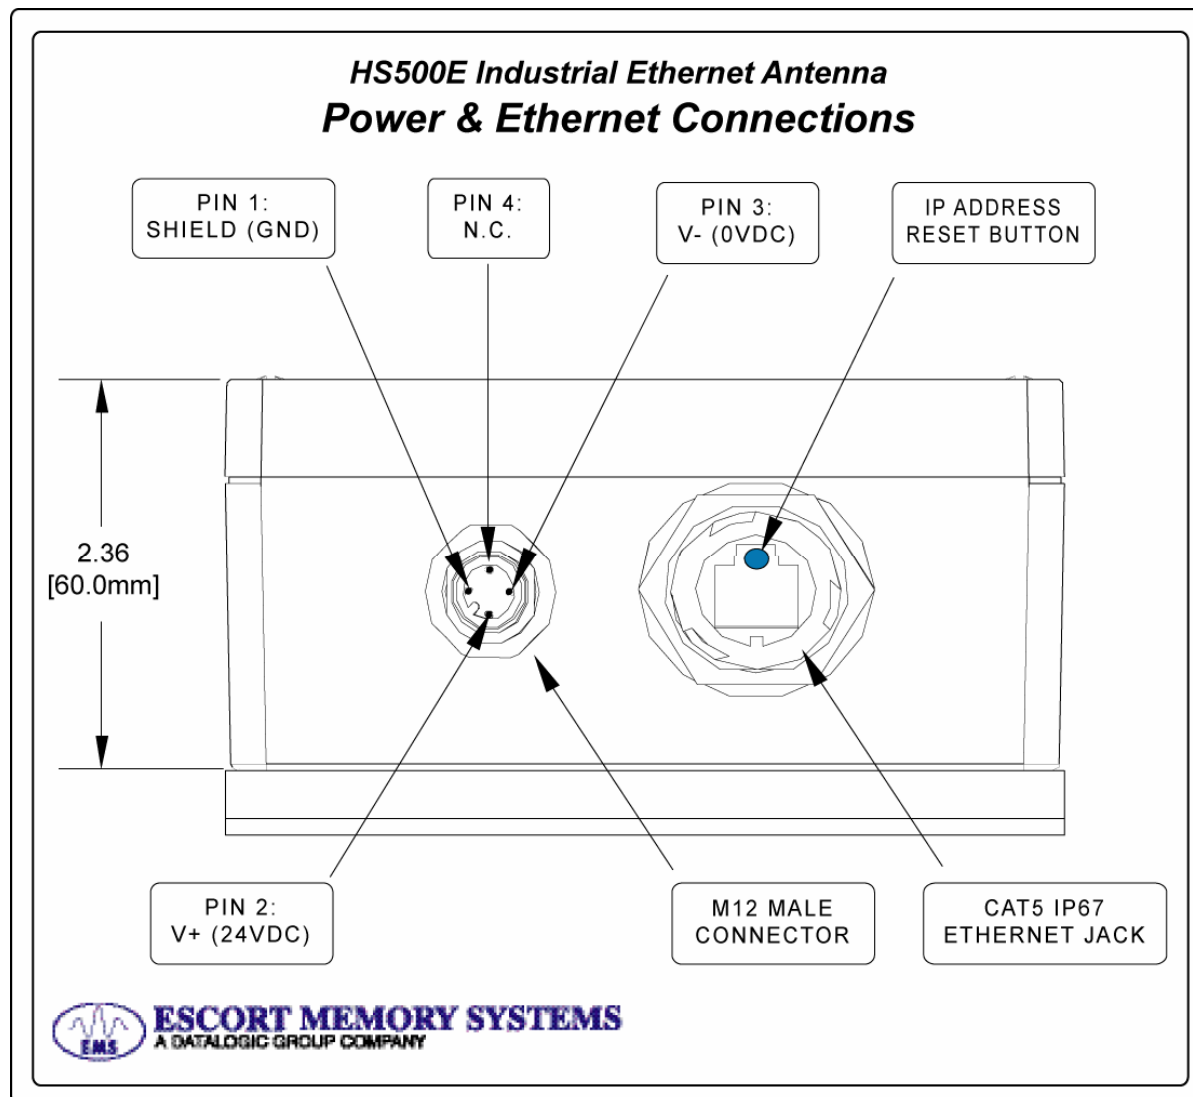 HS500E Industrial Ethernet Antenna
Power & Ethernet Connections
PIN 1:
SHIELD (GND)
PIN 4:
N.C.
PIN 3:
V- (0VDC)
IP ADDRESS
RESET BUTTON
2.36
[60.0mm]
2
PIN 2:
V+ (24VDC)
M12 MALE
CONNECTOR
CAT5 IP67
ETHERNET JACK
EMS
ESCORT MEMORY SYSTEMS
A DATALOGIC GROUP COMPANY